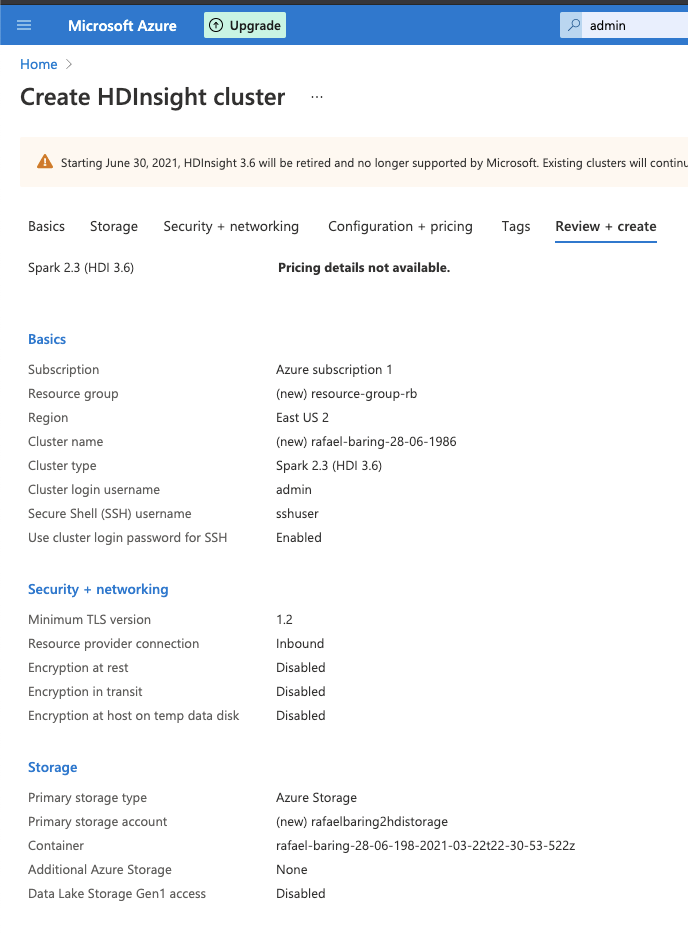 Microsoft Azure Upgrade admin
Home
Create HDInsight cluster ...
Starting June 30, 2021, HDInsight 3.6 will be retired and no longer supported by Microsoft. Existing clusters will continu
Basics Storage Security + networking Configuration + pricing Tags Review + create
Spark 2.3 (HDI 3.6) Pricing details not available.
Basics
Subscription Azure subscription 1
Resource group (new) resource-group-rb
Region East US 2
Cluster name (new) rafael-baring-28-06-1986
Cluster type Spark 2.3 (HDI 3.6)
Cluster login username admin
Secure Shell (SSH) username sshuser
Use cluster login password for SSH Enabled
Security + networking
Minimum TLS version 1.2
Resource provider connection Inbound
Encryption at rest Disabled
Encryption in transit Disabled
Encryption at host on temp data disk Disabled
Storage
Primary storage type Azure Storage
Primary storage account (new) rafaelbaring2hdistorage
Container rafael-baring-28-06-198-2021-03-22t22-30-53-522z
Additional Azure Storage None
Data Lake Storage Gen1 access Disabled